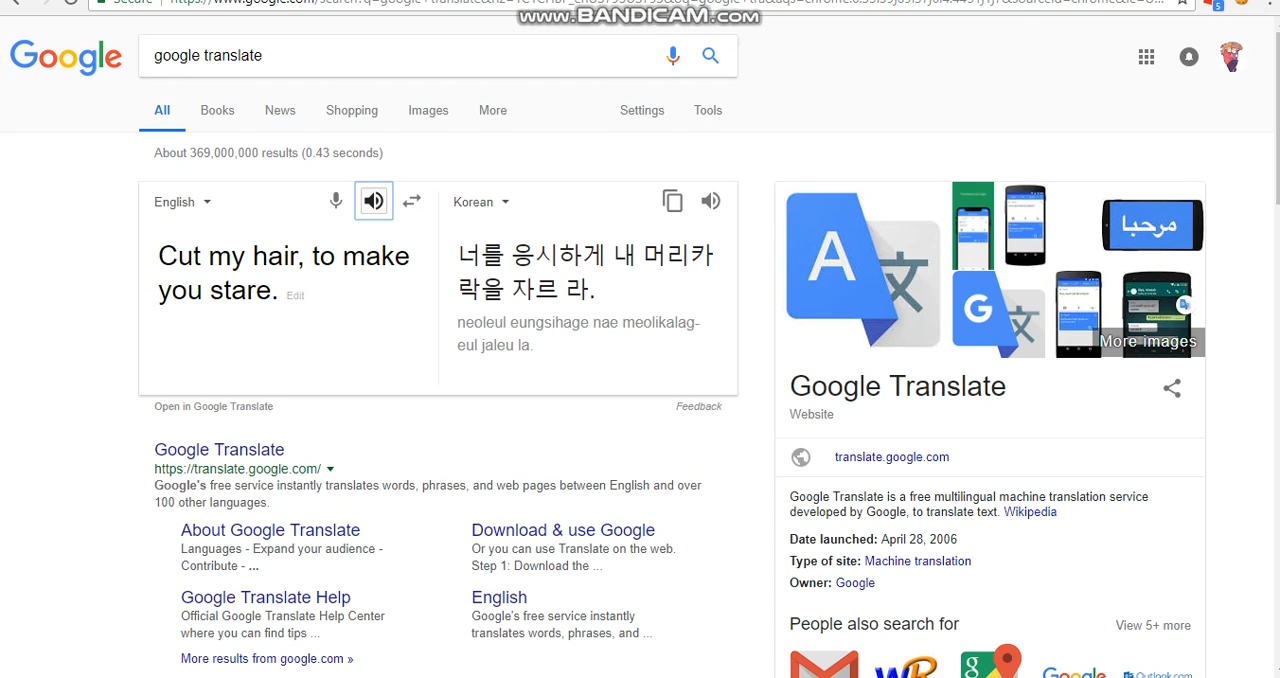 www.BANDICAM.com
Secure
Google
google translate
All Books News Shopping Images More Settings Tools
About 369,000,000 results (0.43 seconds)
English
Korean
Cut my hair, to make
you stare. Edit
너를 응시하게 내 머리카
락을 자르 라.
neoleul eungsihage nae meolikalag-
eul jaleu la.
Open in Google Translate
Feedback
Google Translate
https://translate.google.com/
Google's free service instantly translates words, phrases, and web pages between English and over
100 other languages.
About Google Translate
Languages - Expand your audience -
Contribute - ...
Download & use Google
Or you can use Translate on the web.
Step 1: Download the ...
Google Translate Help
Official Google Translate Help Center
where you can find tips ...
English
Google's free service instantly
translates words, phrases, and ...
More results from google.com »
A 文
G 文
مرحبا
More images
Google Translate
Website
translate.google.com
Google Translate is a free multilingual machine translation service
developed by Google, to translate text. Wikipedia
Date launched: April 28, 2006
Type of site: Machine translation
Owner: Google
People also search for
View 5+ more
Google
Outlook.com